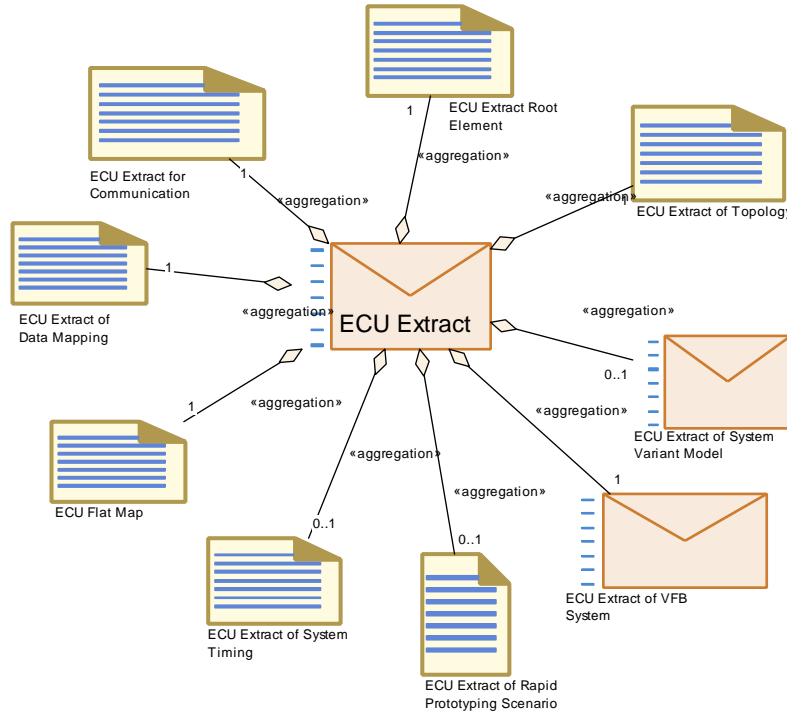 ECU Extract Root
Element
1
«aggregation»
ECU Extract for
Communication
1
«aggregation»
ECU Extract of Topology
1
«aggregation»
ECU Extract of
Data Mapping
1
«aggregation»
ECU Extract
«aggregation»
0..1
ECU Extract of System
Variant Model
ECU Flat Map
1
«aggregation»
«aggregation»
1
ECU Extract of VFB
System
«aggregation»
0..1
ECU Extract of System
Timing
«aggregation»
0..1
ECU Extract of Rapid
Prototyping Scenario